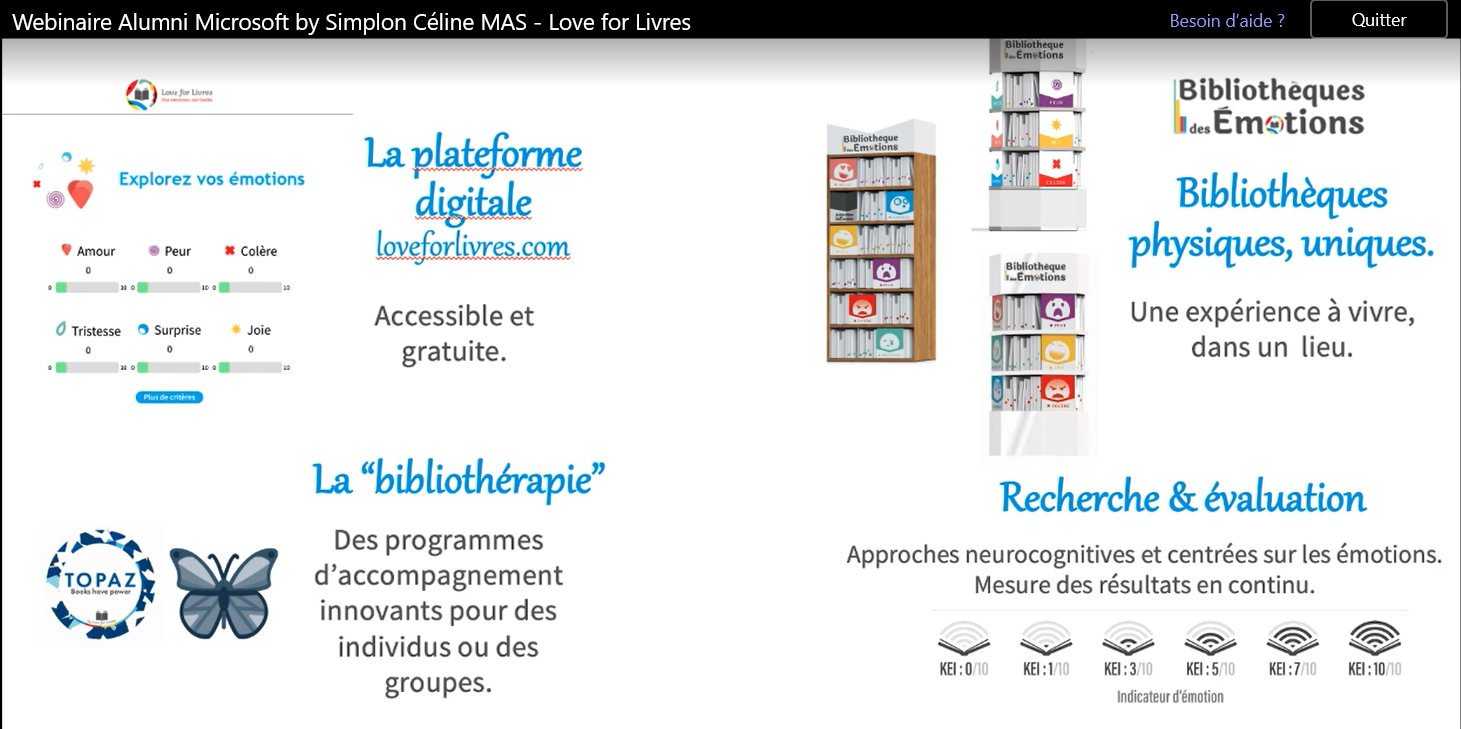 Webinaire Alumni Microsoft by Simplon Céline MAS - Love for Livres
Besoin d'aide ?
Quitter
Love for Livres
Explorez vos émotions
Amour
Peur
Colère
0
0
0
0 10 0 10 0 10
Tristesse
Surprise
Joie
0
0
0
0 10 0 10 0 10
Plus de critères
La plateforme
digitale
loveforlivres.com
Accessible et
gratuite.
Bibliothèque
des Émotions
PEUR
COLÈRE
Bibliothèque
des Émotions
Bibliothèque
des Émotions
PEUR
COLÈRE
Bibliothèques
des Émotions
Bibliothèques
physiques, uniques.
Une expérience à vivre,
dans un lieu.
La “bibliothérapie”
TOPAZ
Books have power
Des programmes
d’accompagnement
innovants pour des
individus ou des
groupes.
Recherche & évaluation
Approches neurocognitives et centrées sur les émotions.
Mesure des résultats en continu.
KEI : 0/10
KEI : 1/10
KEI : 3/10
KEI : 5/10
KEI : 7/10
KEI : 10/10
Indicateur d'émotion